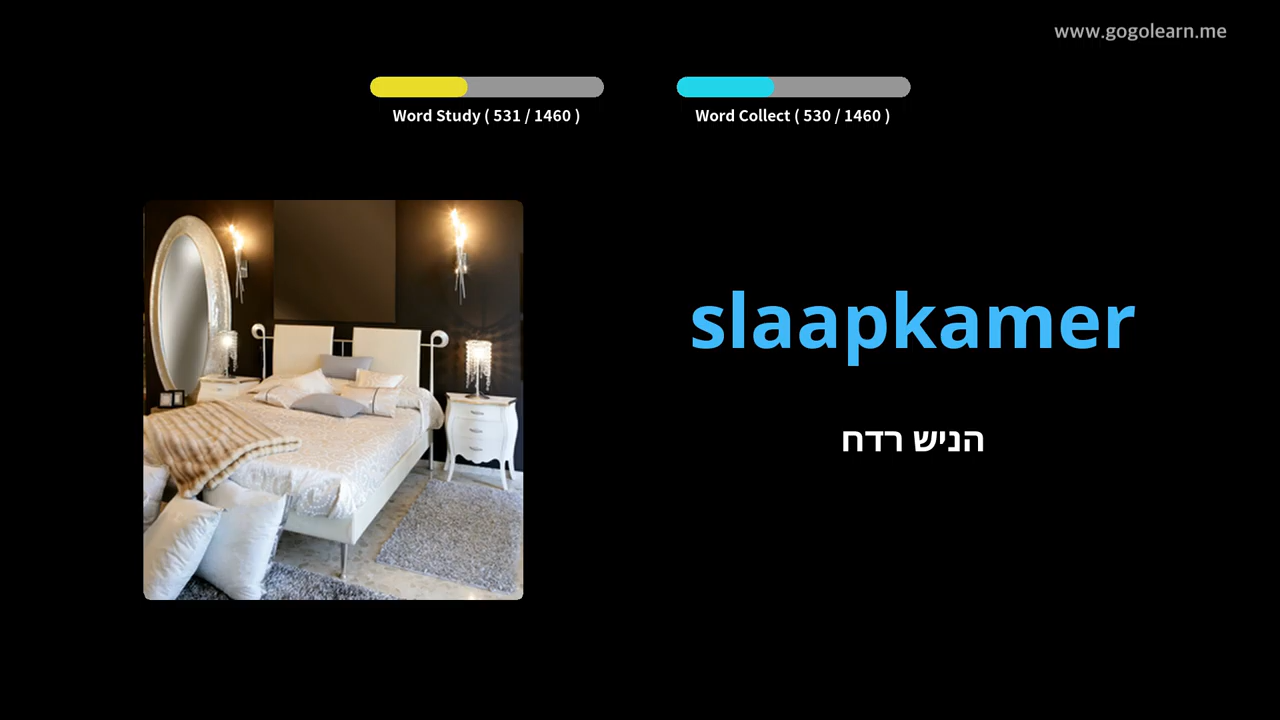 www.gogolearn.me
Word Study ( 531 / 1460 )
Word Collect ( 530 / 1460 )
slaapkamer
הניש רדח